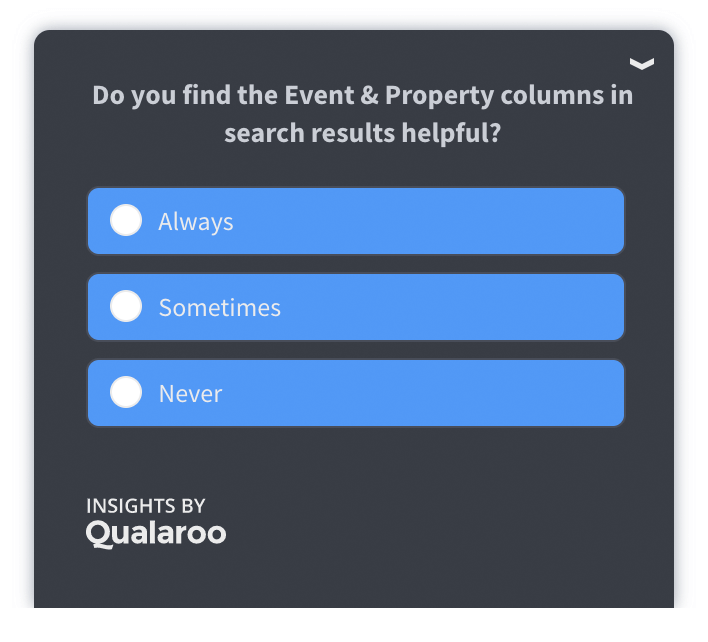 Do you find the Event & Property columns in
search results helpful?
Always
Sometimes
Never
INSIGHTS BY
Qualaroo